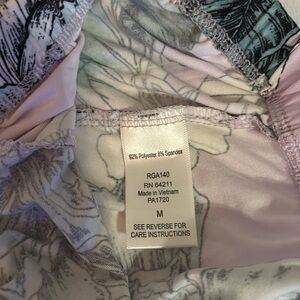 92% Polyester 8% Spandex
RGA140
RN 64211
Made in Vietnam
PA1720
M
SEE REVERSE FOR
CARE INSTRUCTIONS